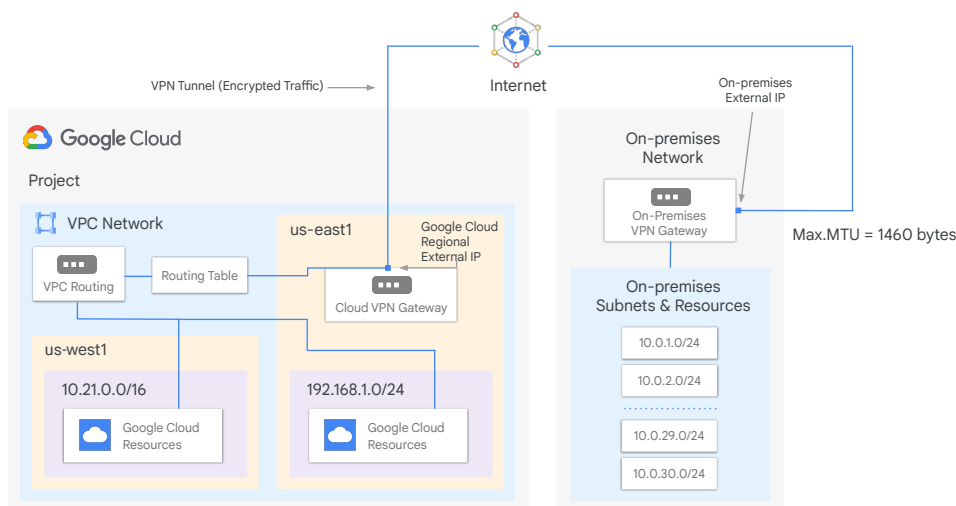 Internet
VPN Tunnel (Encrypted Traffic)
On-premises
External IP
Google Cloud
Project
VPC Network
VPC Routing
Routing Table
us-east1
Google Cloud
Regional
External IP
Cloud VPN Gateway
us-west1
10.21.0.0/16
Google Cloud
Resources
192.168.1.0/24
Google Cloud
Resources
On-premises
Network
On-Premises
VPN Gateway
Max.MTU = 1460 bytes
On-premises
Subnets & Resources
10.0.1.0/24
10.0.2.0/24
10.0.29.0/24
10.0.30.0/24